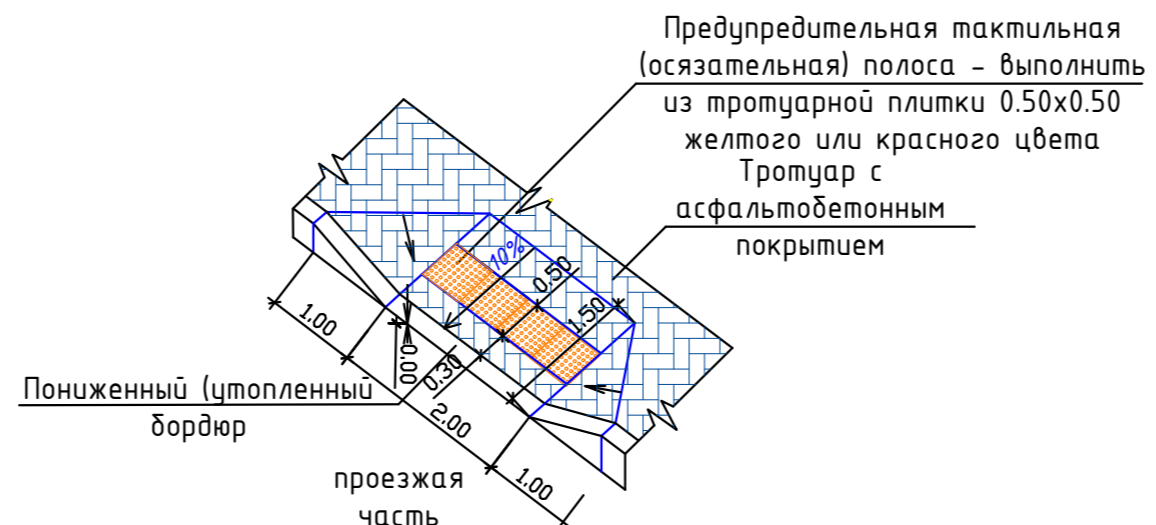 Предупредительная тактильная
(осязательная) полоса - выполнить
из тротуарной плитки 0.50х0.50
желтого или красного цвета
Тротуар с
асфальтобетонным
покрытием
10%
0.50
1.50
1.00
0.00
0.30
2.00
1.00
Пониженный (утопленный
бордюр
проезжая
часть